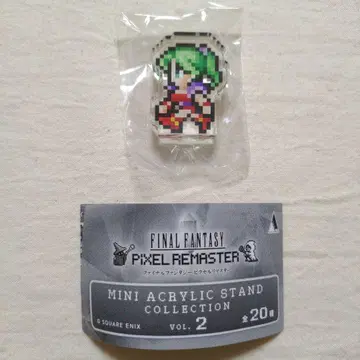 FINAL FANTASY
PIXEL REMASTER
ファイナルファンタジー ピクセルリマスター
MINI ACRYLIC STAND
COLLECTION
© SQUARE ENIX
VOL. 2
全20種